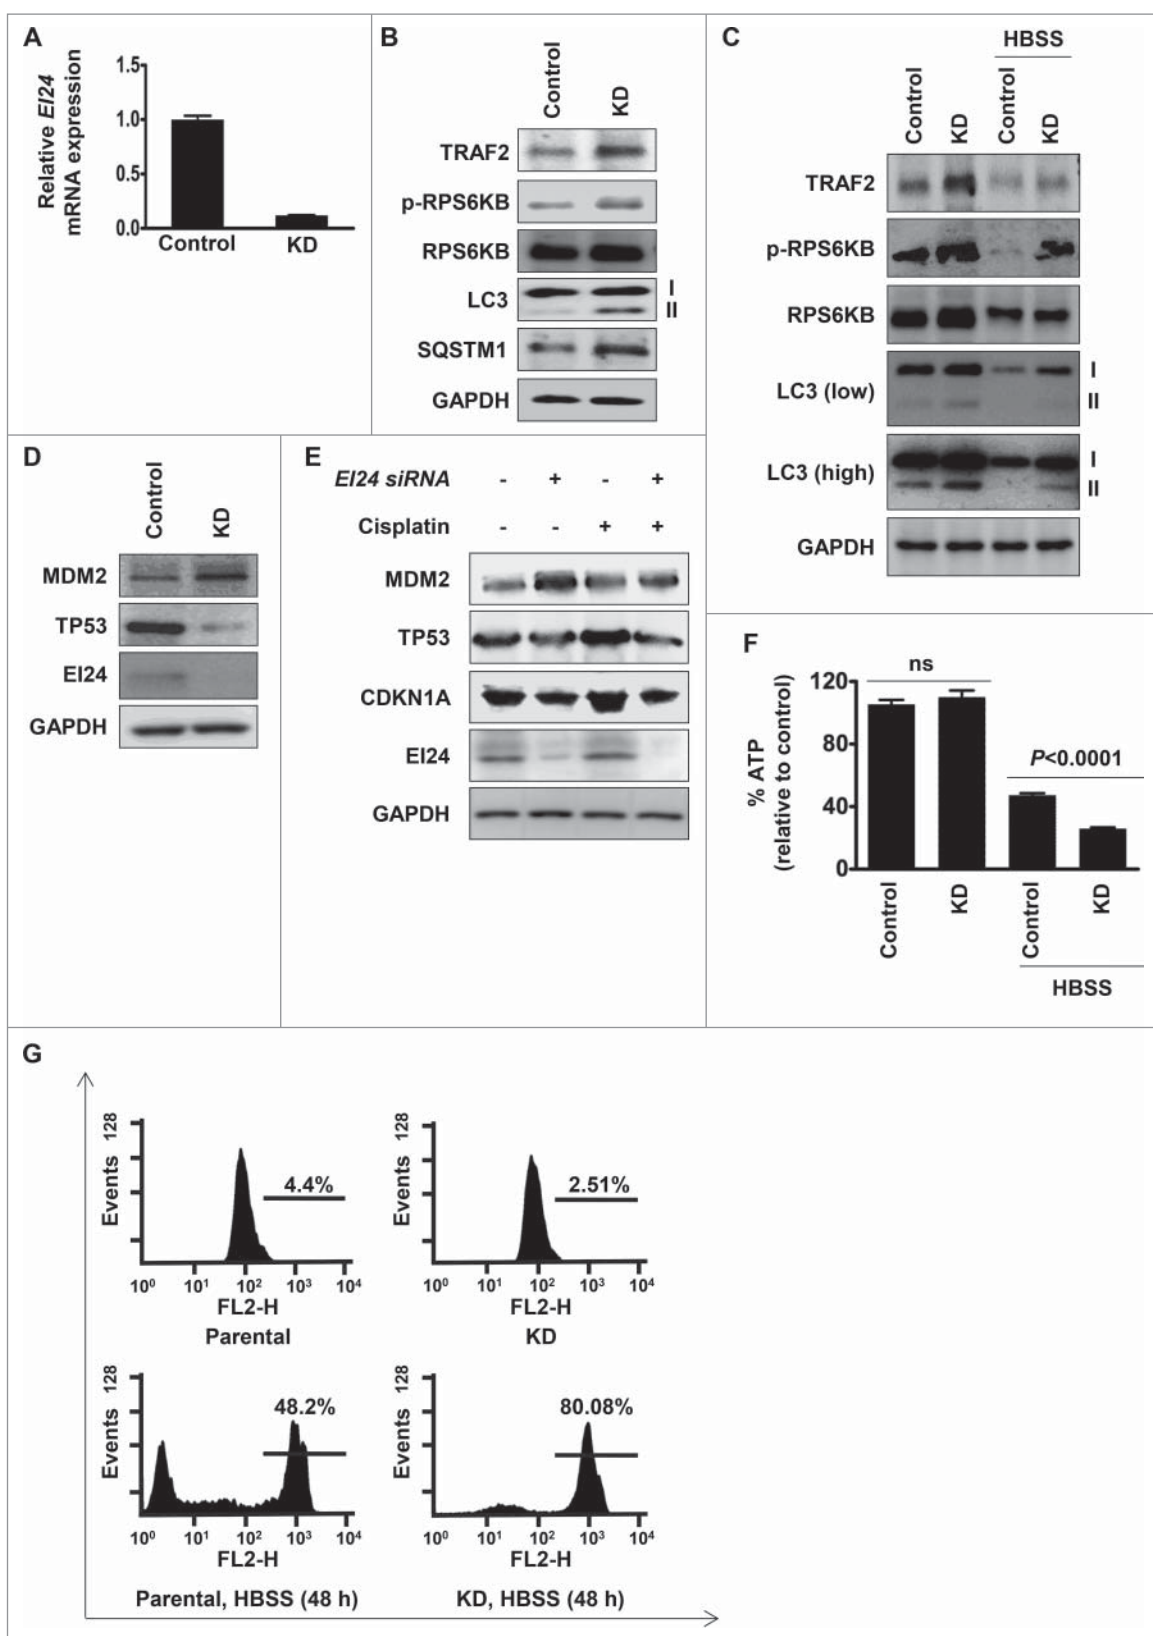 A
Relative EI24
mRNA expression
1.5
1.0
0.5
0.0
Control
KD
B
Control
KD
TRAF2
p-RPS6KB
RPS6KB
LC3
I
II
SQSTM1
GAPDH
C
HBSS
Control
KD
Control
KD
TRAF2
p-RPS6KB
RPS6KB
LC3 (low)
I
II
LC3 (high)
I
II
GAPDH
D
Control
KD
MDM2
TP53
EI24
GAPDH
E
EI24 siRNA - + - +
Cisplatin - - + +
MDM2
TP53
CDKN1A
EI24
GAPDH
F
% ATP
(relative to control)
120
80
40
0
ns
P<0.0001
Control
KD
Control
KD
HBSS
G
Events 128
4.4%
10⁰ 10¹ 10² 10³ 10⁴
FL2-H
Parental
Events 128
2.51%
10⁰ 10¹ 10² 10³ 10⁴
FL2-H
KD
Events 128
48.2%
10⁰ 10¹ 10² 10³ 10⁴
FL2-H
Parental, HBSS (48 h)
Events 128
80.08%
10⁰ 10¹ 10² 10³ 10⁴
FL2-H
KD, HBSS (48 h)